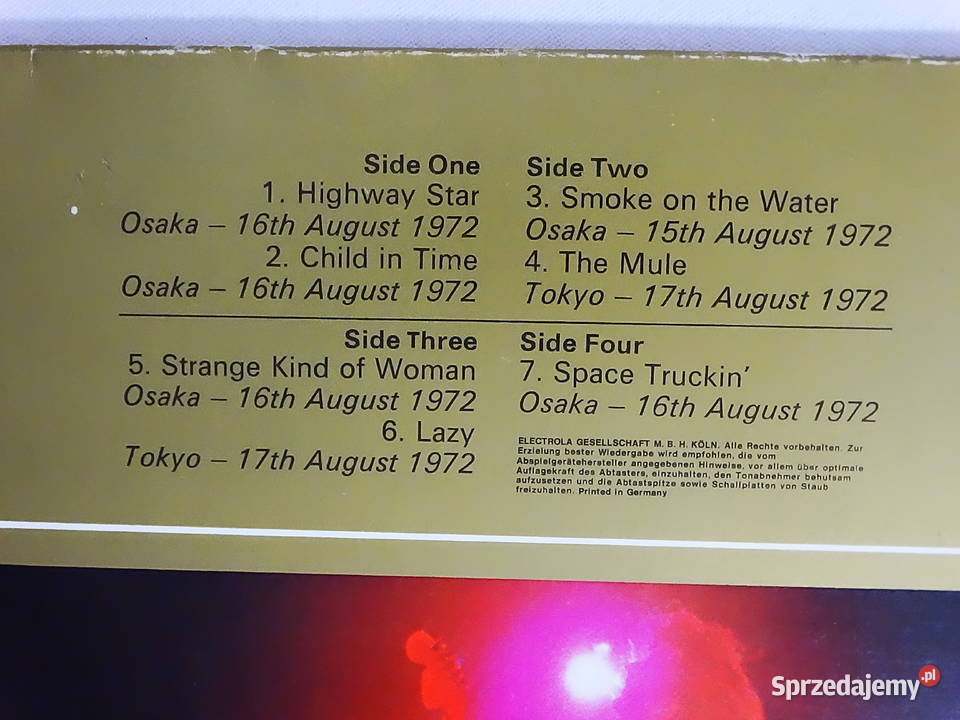 Side One
1. Highway Star
Osaka – 16th August 1972
2. Child in Time
Osaka – 16th August 1972
Side Two
3. Smoke on the Water
Osaka – 15th August 1972
4. The Mule
Tokyo – 17th August 1972
Side Three
5. Strange Kind of Woman
Osaka – 16th August 1972
6. Lazy
Tokyo – 17th August 1972
Side Four
7. Space Truckin'
Osaka – 16th August 1972
ELECTROLA GESELLSCHAFT M. B. H. KÖLN. Alle Rechte vorbehalten. Zur
Erzielung bester Wiedergabe wird empfohlen, die vom
Abspielgerätehersteller angegebenen Hinweise, vor allem über optimale
Auflagekraft des Abtasters, einzuhalten, den Tonabnehmer behutsam
aufzusetzen und die Abtastspitze sowie Schallplatten von Staub
freizuhalten. Printed in Germany
Sprzedajemy.pl